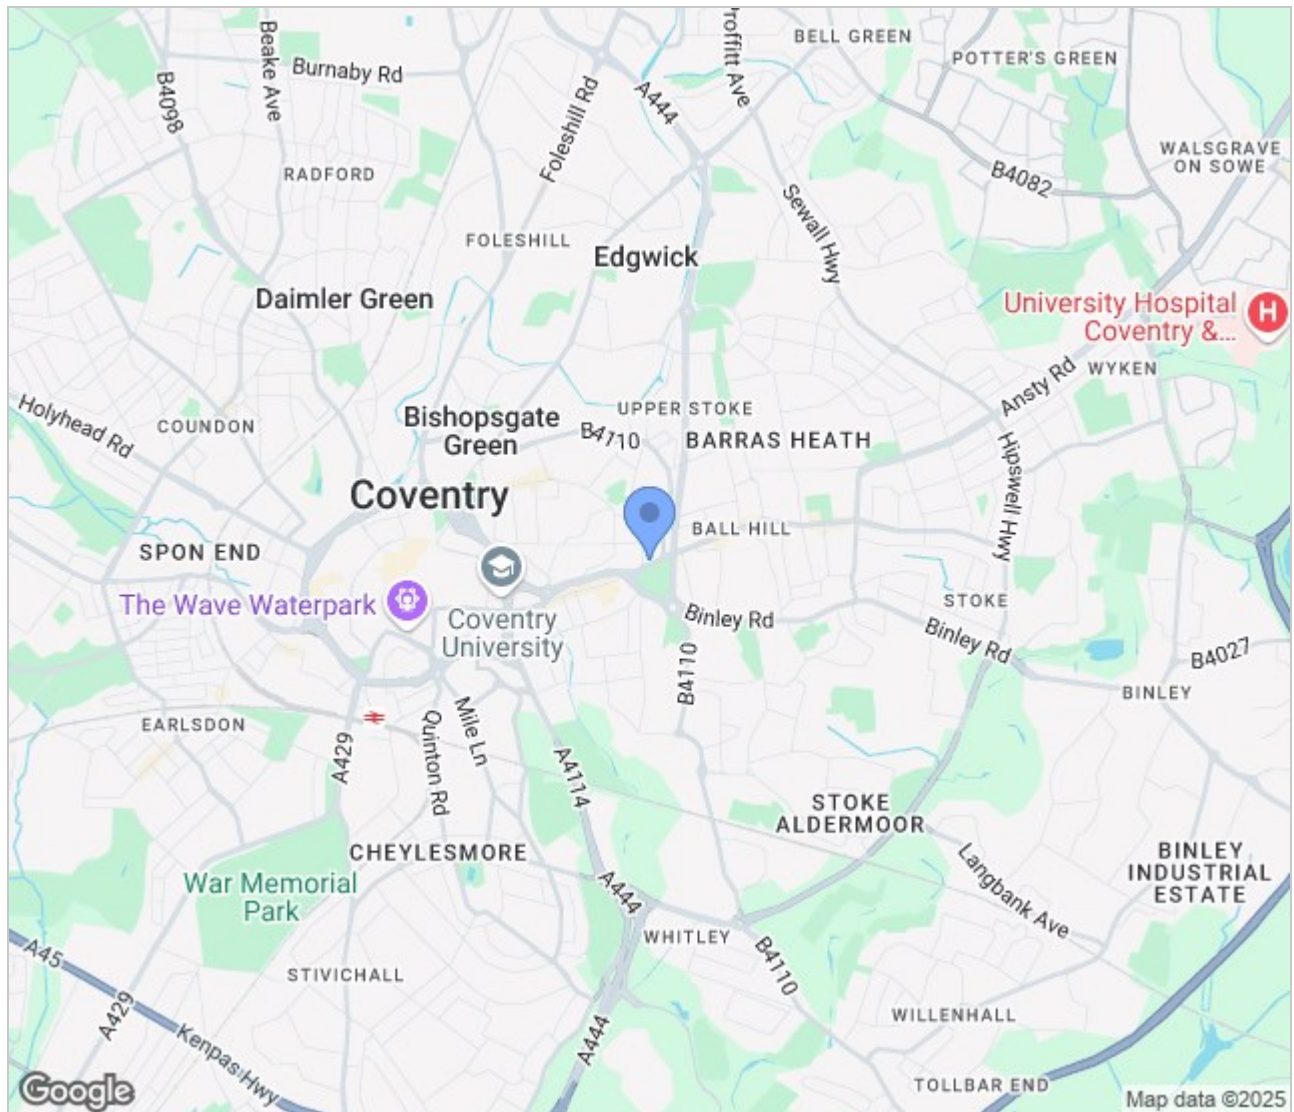 Beake Ave
B4098
Burnaby Rd
Foleshill Rd
A444
Proffitt Ave
BELL GREEN
POTTER'S GREEN
WALSGRAVE
ON SOWE
B4082
RADFORD
Sewall Hwy
FOLESHILL
Edgwick
Daimler Green
University Hospital
Coventry &...
H
WYKEN
Ansty Rd
Holyhead Rd
COUNDON
Bishopsgate
Green
UPPER STOKE
B4110
BARRAS HEATH
Hipswell Hwy
Coventry
BALL HILL
SPON END
The Wave Waterpark
Coventry
University
STOKE
Binley Rd
Binley Rd
B4027
B4110
BINLEY
EARLSDON
A429
Quinton Rd
Mile Ln
A4114
STOKE
ALDERMOOR
CHEYLESMORE
Langbank Ave
BINLEY
INDUSTRIAL
ESTATE
War Memorial
Park
A444
WHITLEY
B4110
A45
STIVICHALL
A429
Kenpas Hwy
A444
WILLENHALL
TOLLBAR END
Google
Map data ©2025